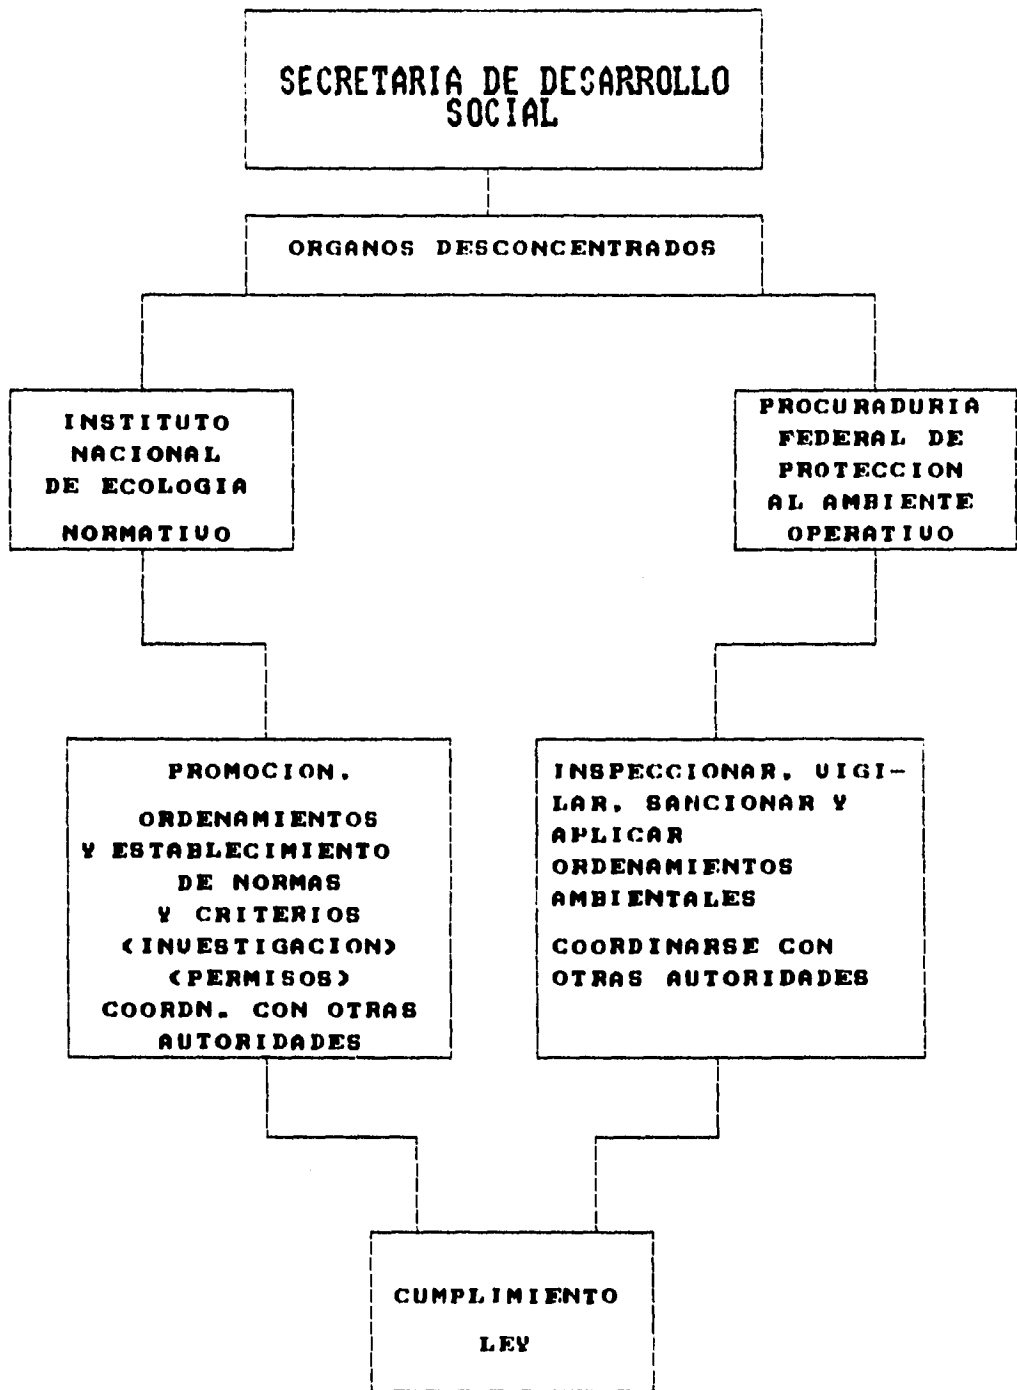 SECRETARIA DE DESARROLLO
SOCIAL
ORGANOS DESCONCENTRADOS
INSTITUTO
NACIONAL
DE ECOLOGIA
NORMATIVO
PROCURADURIA
FEDERAL DE
PROTECCION
AL AMBIENTE
OPERATIVO
PROMOCION.
ORDENAMIENTOS
Y ESTABLECIMIENTO
DE NORMAS
Y CRITERIOS
(INVESTIGACION)
(PERMISOS)
COORDN. CON OTRAS
AUTORIDADES
INSPECCIONAR, VIGI-
LAR, SANCIONAR Y
APLICAR
ORDENAMIENTOS
AMBIENTALES
COORDINARSE CON
OTRAS AUTORIDADES
CUMPLIMIENTO
LEY